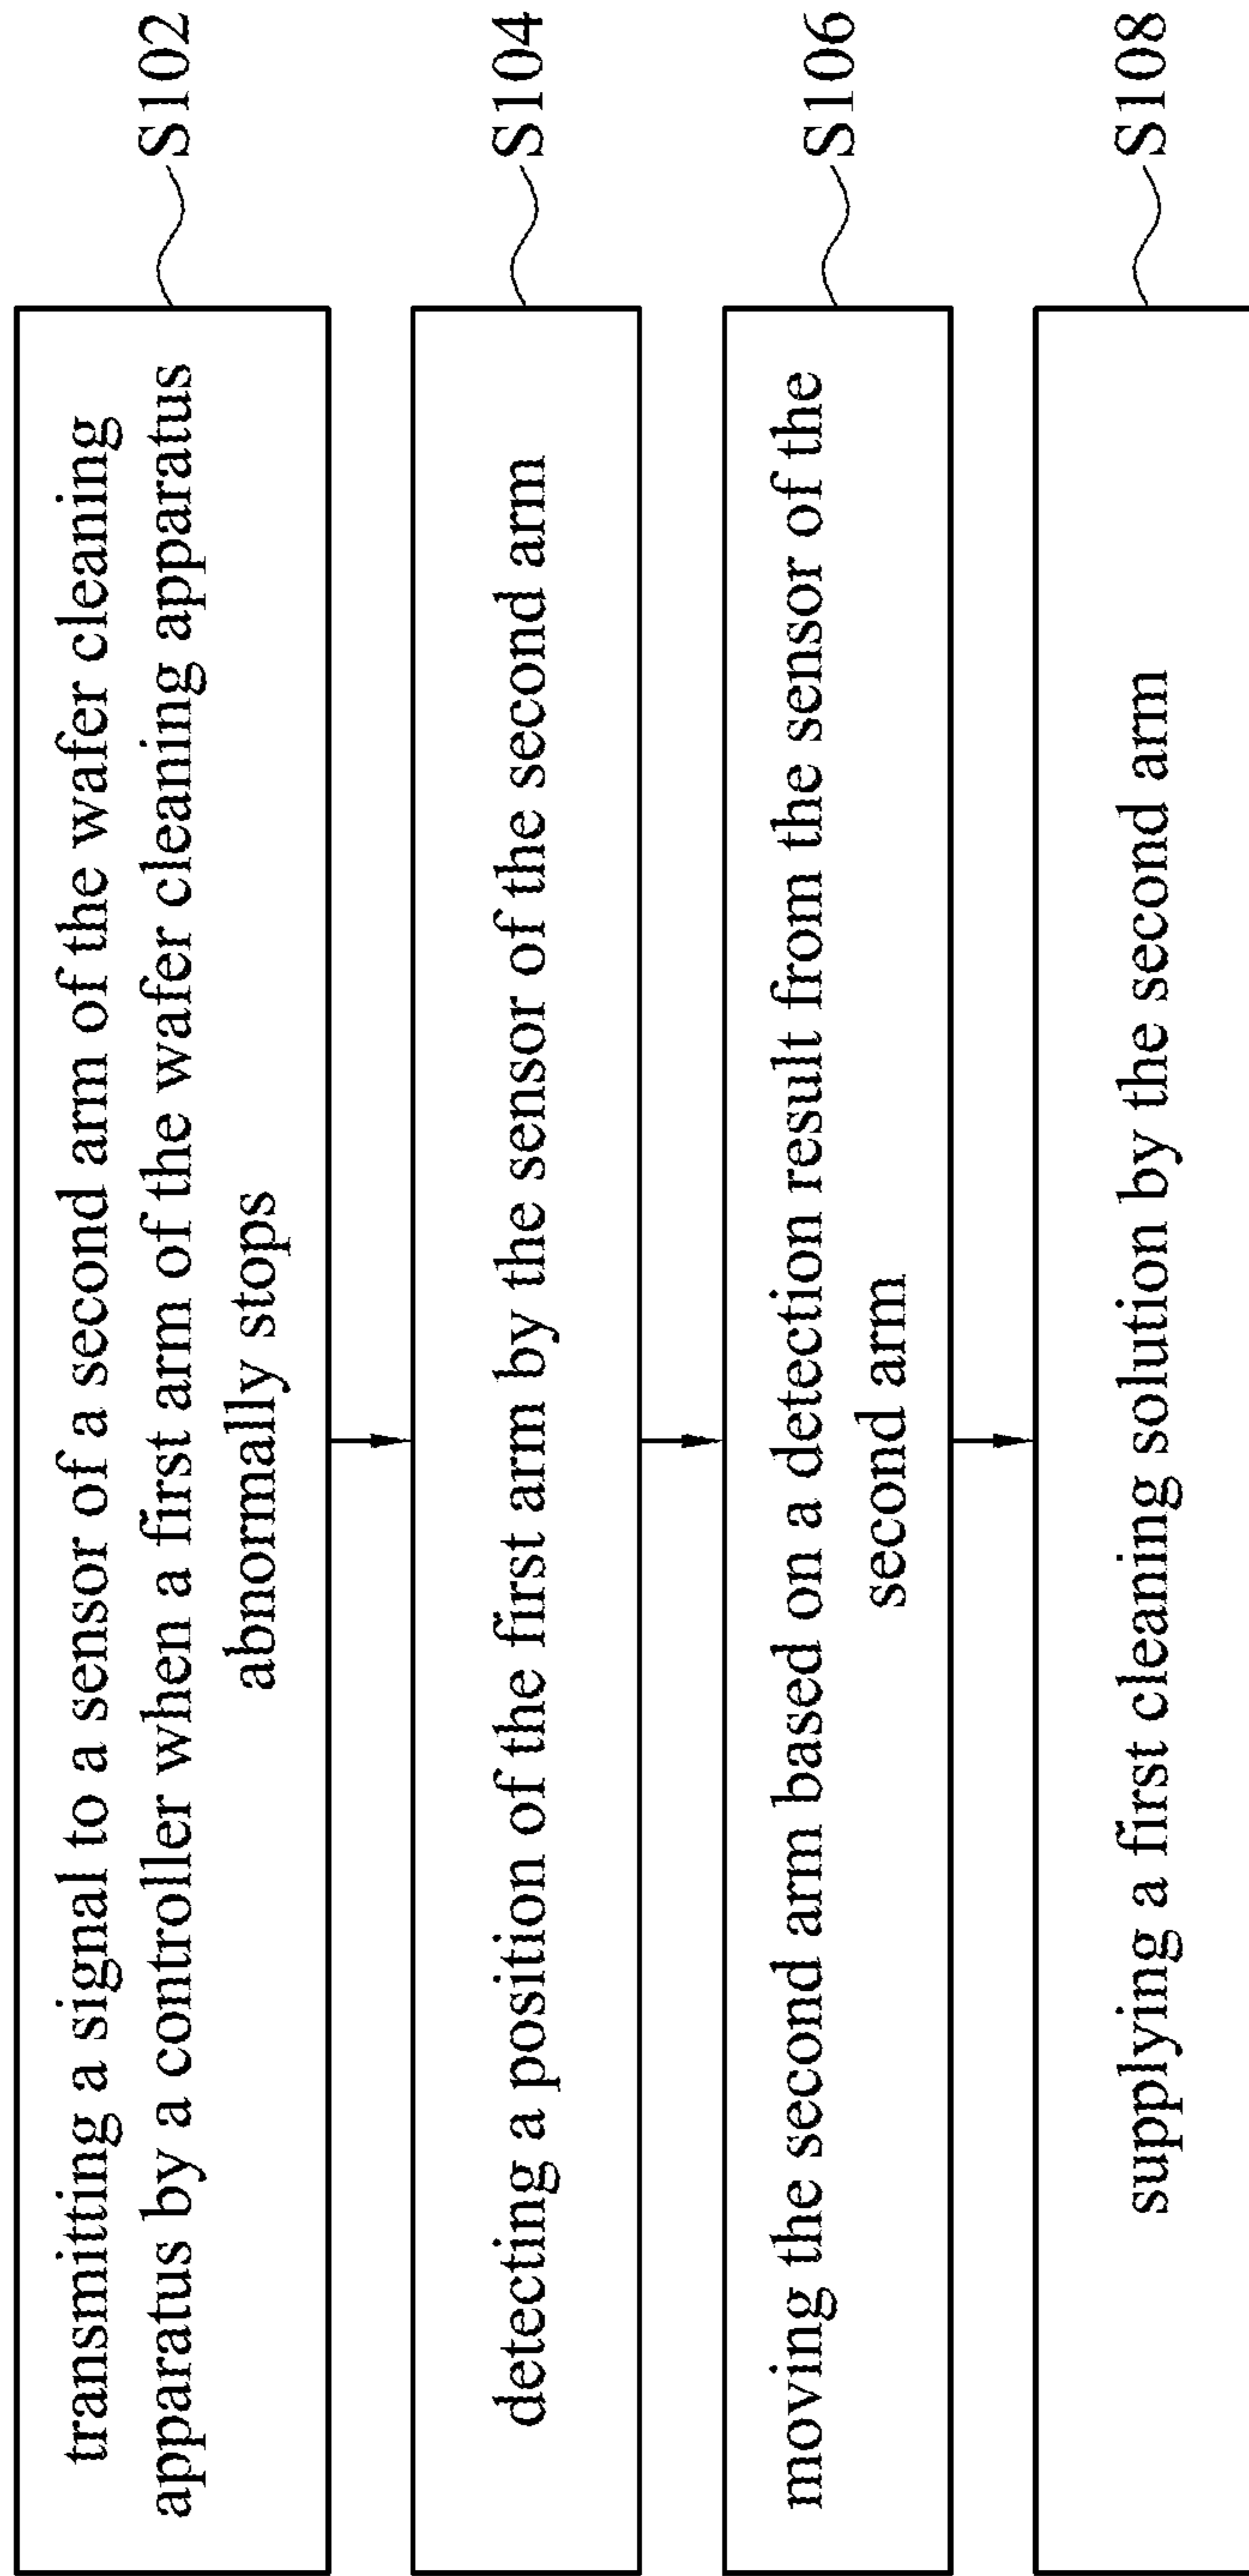 transmitting a signal to a sensor of a second arm of the wafer cleaning
apparatus by a controller when a first arm of the wafer cleaning apparatus
abnormally stops
S102
detecting a position of the first arm by the sensor of the second arm
S104
moving the second arm based on a detection result from the sensor of the
second arm
S106
supplying a first cleaning solution by the second arm
S108